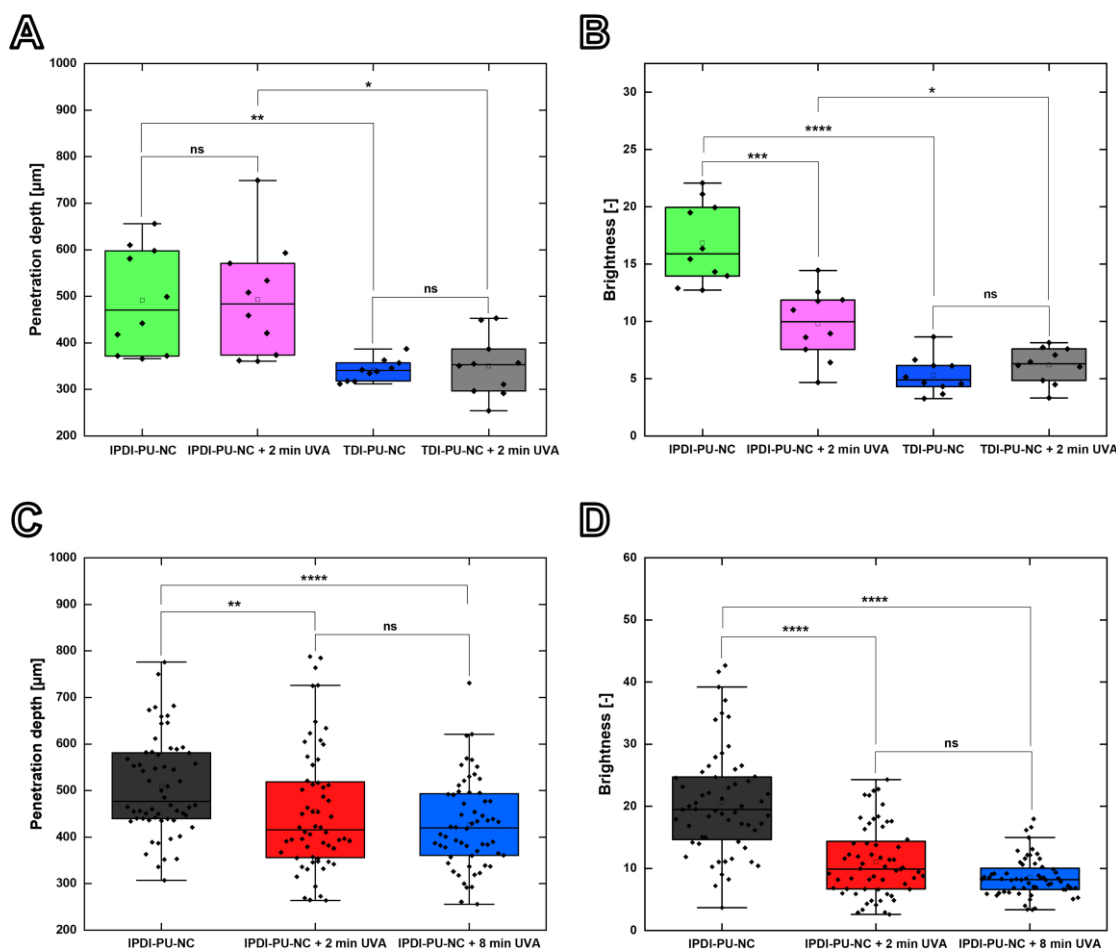 A
Penetration depth [µm]
1000
900
800
700
600
500
400
300
200
*
**
ns
ns
IPDI-PU-NC
IPDI-PU-NC + 2 min UVA
TDI-PU-NC
TDI-PU-NC + 2 min UVA
B
Brightness [-]
30
25
20
15
10
5
0
*
****
***
ns
IPDI-PU-NC
IPDI-PU-NC + 2 min UVA
TDI-PU-NC
TDI-PU-NC + 2 min UVA
C
Penetration depth [µm]
1000
900
800
700
600
500
400
300
200
****
**
ns
IPDI-PU-NC
IPDI-PU-NC + 2 min UVA
IPDI-PU-NC + 8 min UVA
D
Brightness [-]
60
50
40
30
20
10
0
****
****
ns
IPDI-PU-NC
IPDI-PU-NC + 2 min UVA
IPDI-PU-NC + 8 min UVA